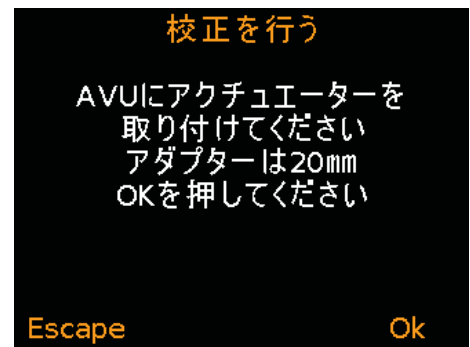 校正を行う
AVUにアクチュエーターを
取り付けてください
アダプターは20㎜
OKを押してください
Escape
Ok